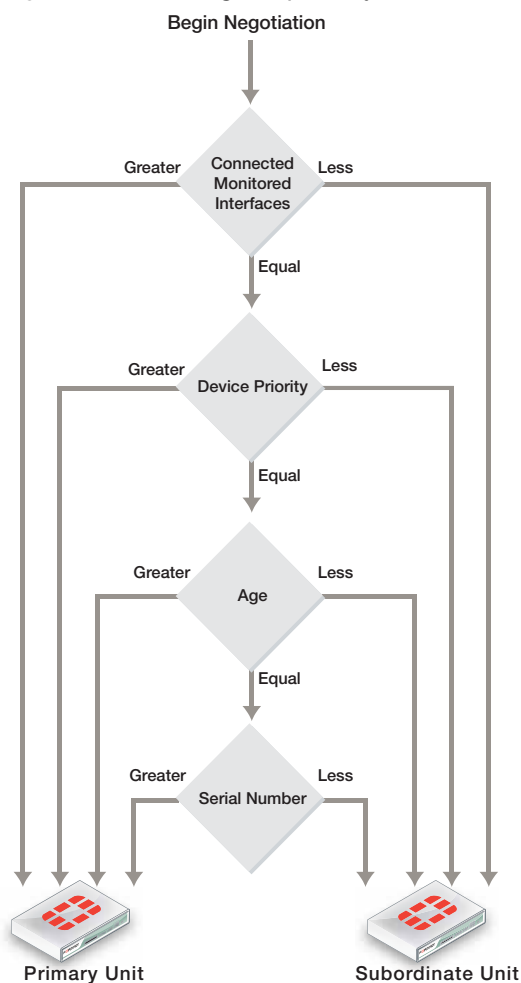 Begin Negotiation
Greater
Connected
Monitored
Interfaces
Less
Equal
Greater
Device Priority
Less
Equal
Greater
Age
Less
Equal
Greater
Serial Number
Less
Primary Unit
Subordinate Unit